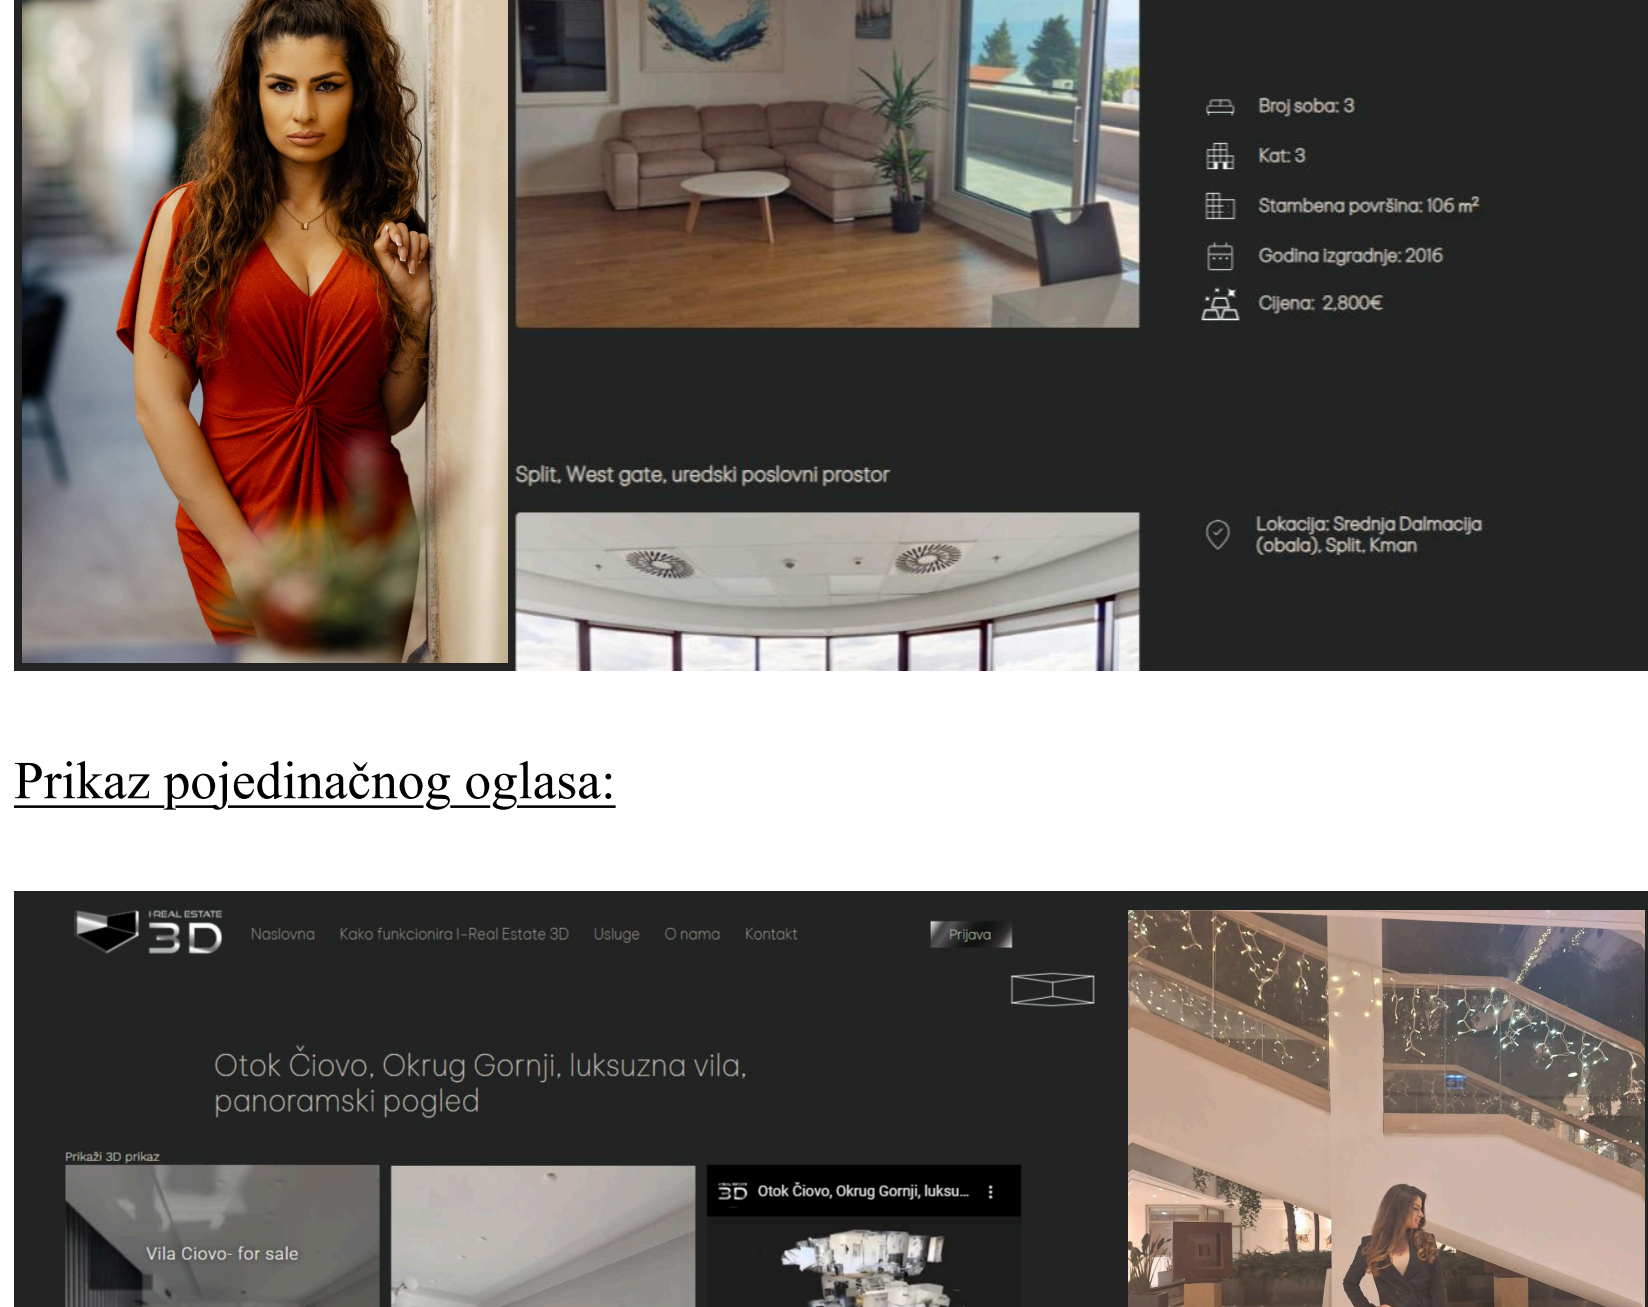 Broj soba: 3
Kat: 3
Stambena površina: 106 m²
Godina izgradnje: 2016
Cijena: 2,800€
Split, West gate, uredski poslovni prostor
Lokacija: Srednja Dalmacija
(obala), Split, Kman
Prikaz pojedinačnog oglasa:
I-REAL ESTATE
3D
Naslovna Kako funkcionira I-Real Estate 3D Usluge O nama Kontakt
Prijava
Otok Čiovo, Okrug Gornji, luksuzna vila,
panoramski pogled
Prikaži 3D prikaz
3D Otok Čiovo, Okrug Gornji, luksu...
Vila Ciovo- for sale